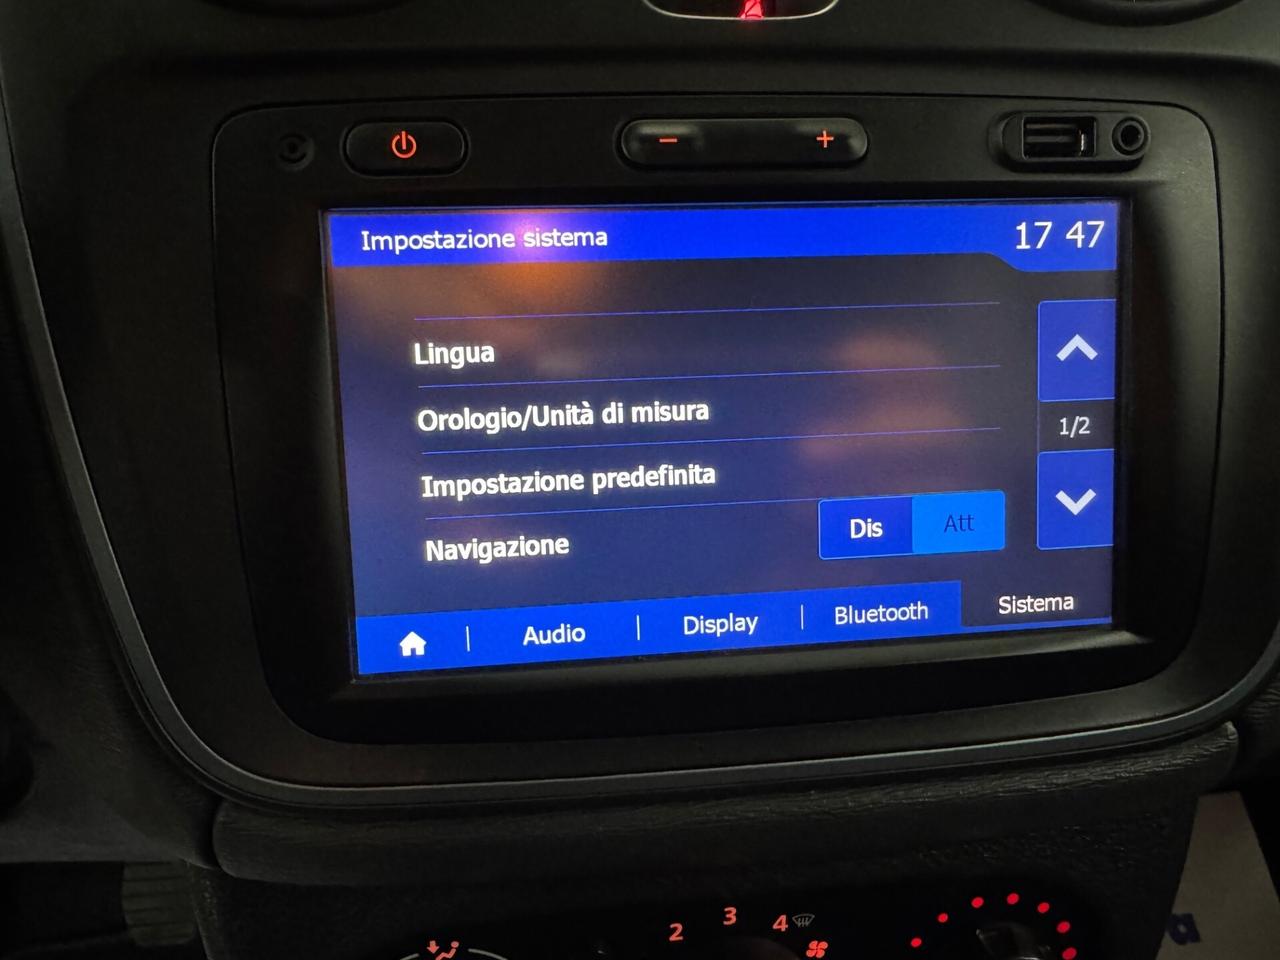 Impostazione sistema
17 47
Lingua
Orologio/Unità di misura
1/2
Impostazione predefinita
Navigazione
Dis
Att
Audio
Display
Bluetooth
Sistema
2
3
4